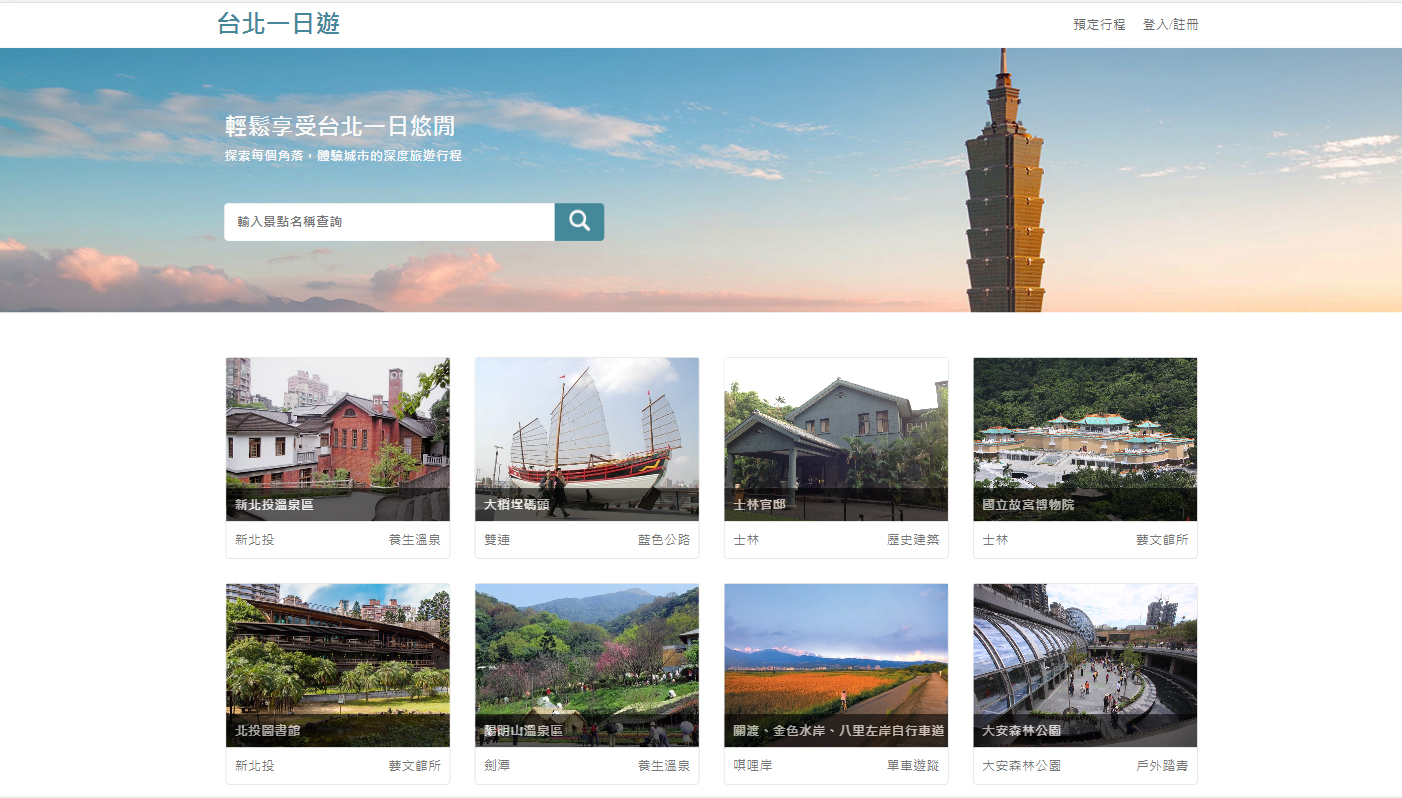 台北一日遊
預定行程 登入/註冊
輕鬆享受台北一日悠閒
探索每個角落，體驗城市的深度旅遊行程
輸入景點名稱查詢
新北投溫泉區
新北投 養生溫泉
大稻埕碼頭
雙連 藍色公路
士林官邸
士林 歷史建築
國立故宮博物院
士林 藝文館所
北投圖書館
新北投 藝文館所
陽明山溫泉區
劍潭 養生溫泉
關渡、金色水岸、八里左岸自行車道
唭哩岸 單車遊蹤
大安森林公園
大安森林公園 戶外踏青